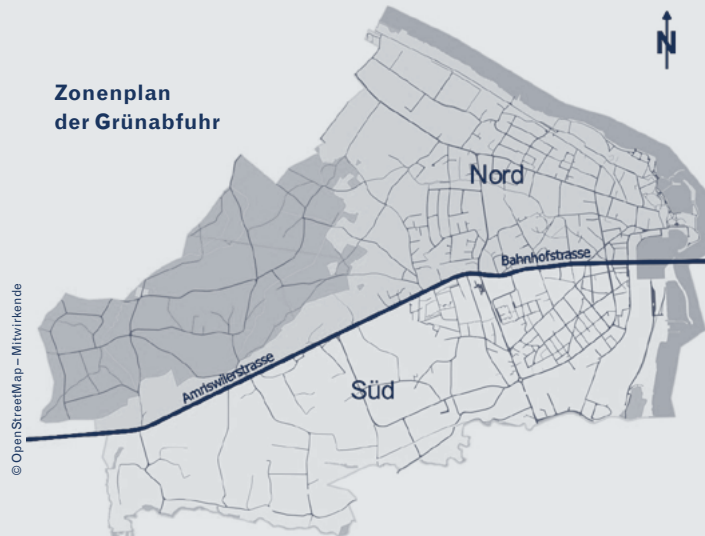 Zonenplan
der Grünabfuhr
N
Nord
Bahnhofstrasse
Amriswilerstrasse
Süd
© OpenStreetMap – Mitwirkende